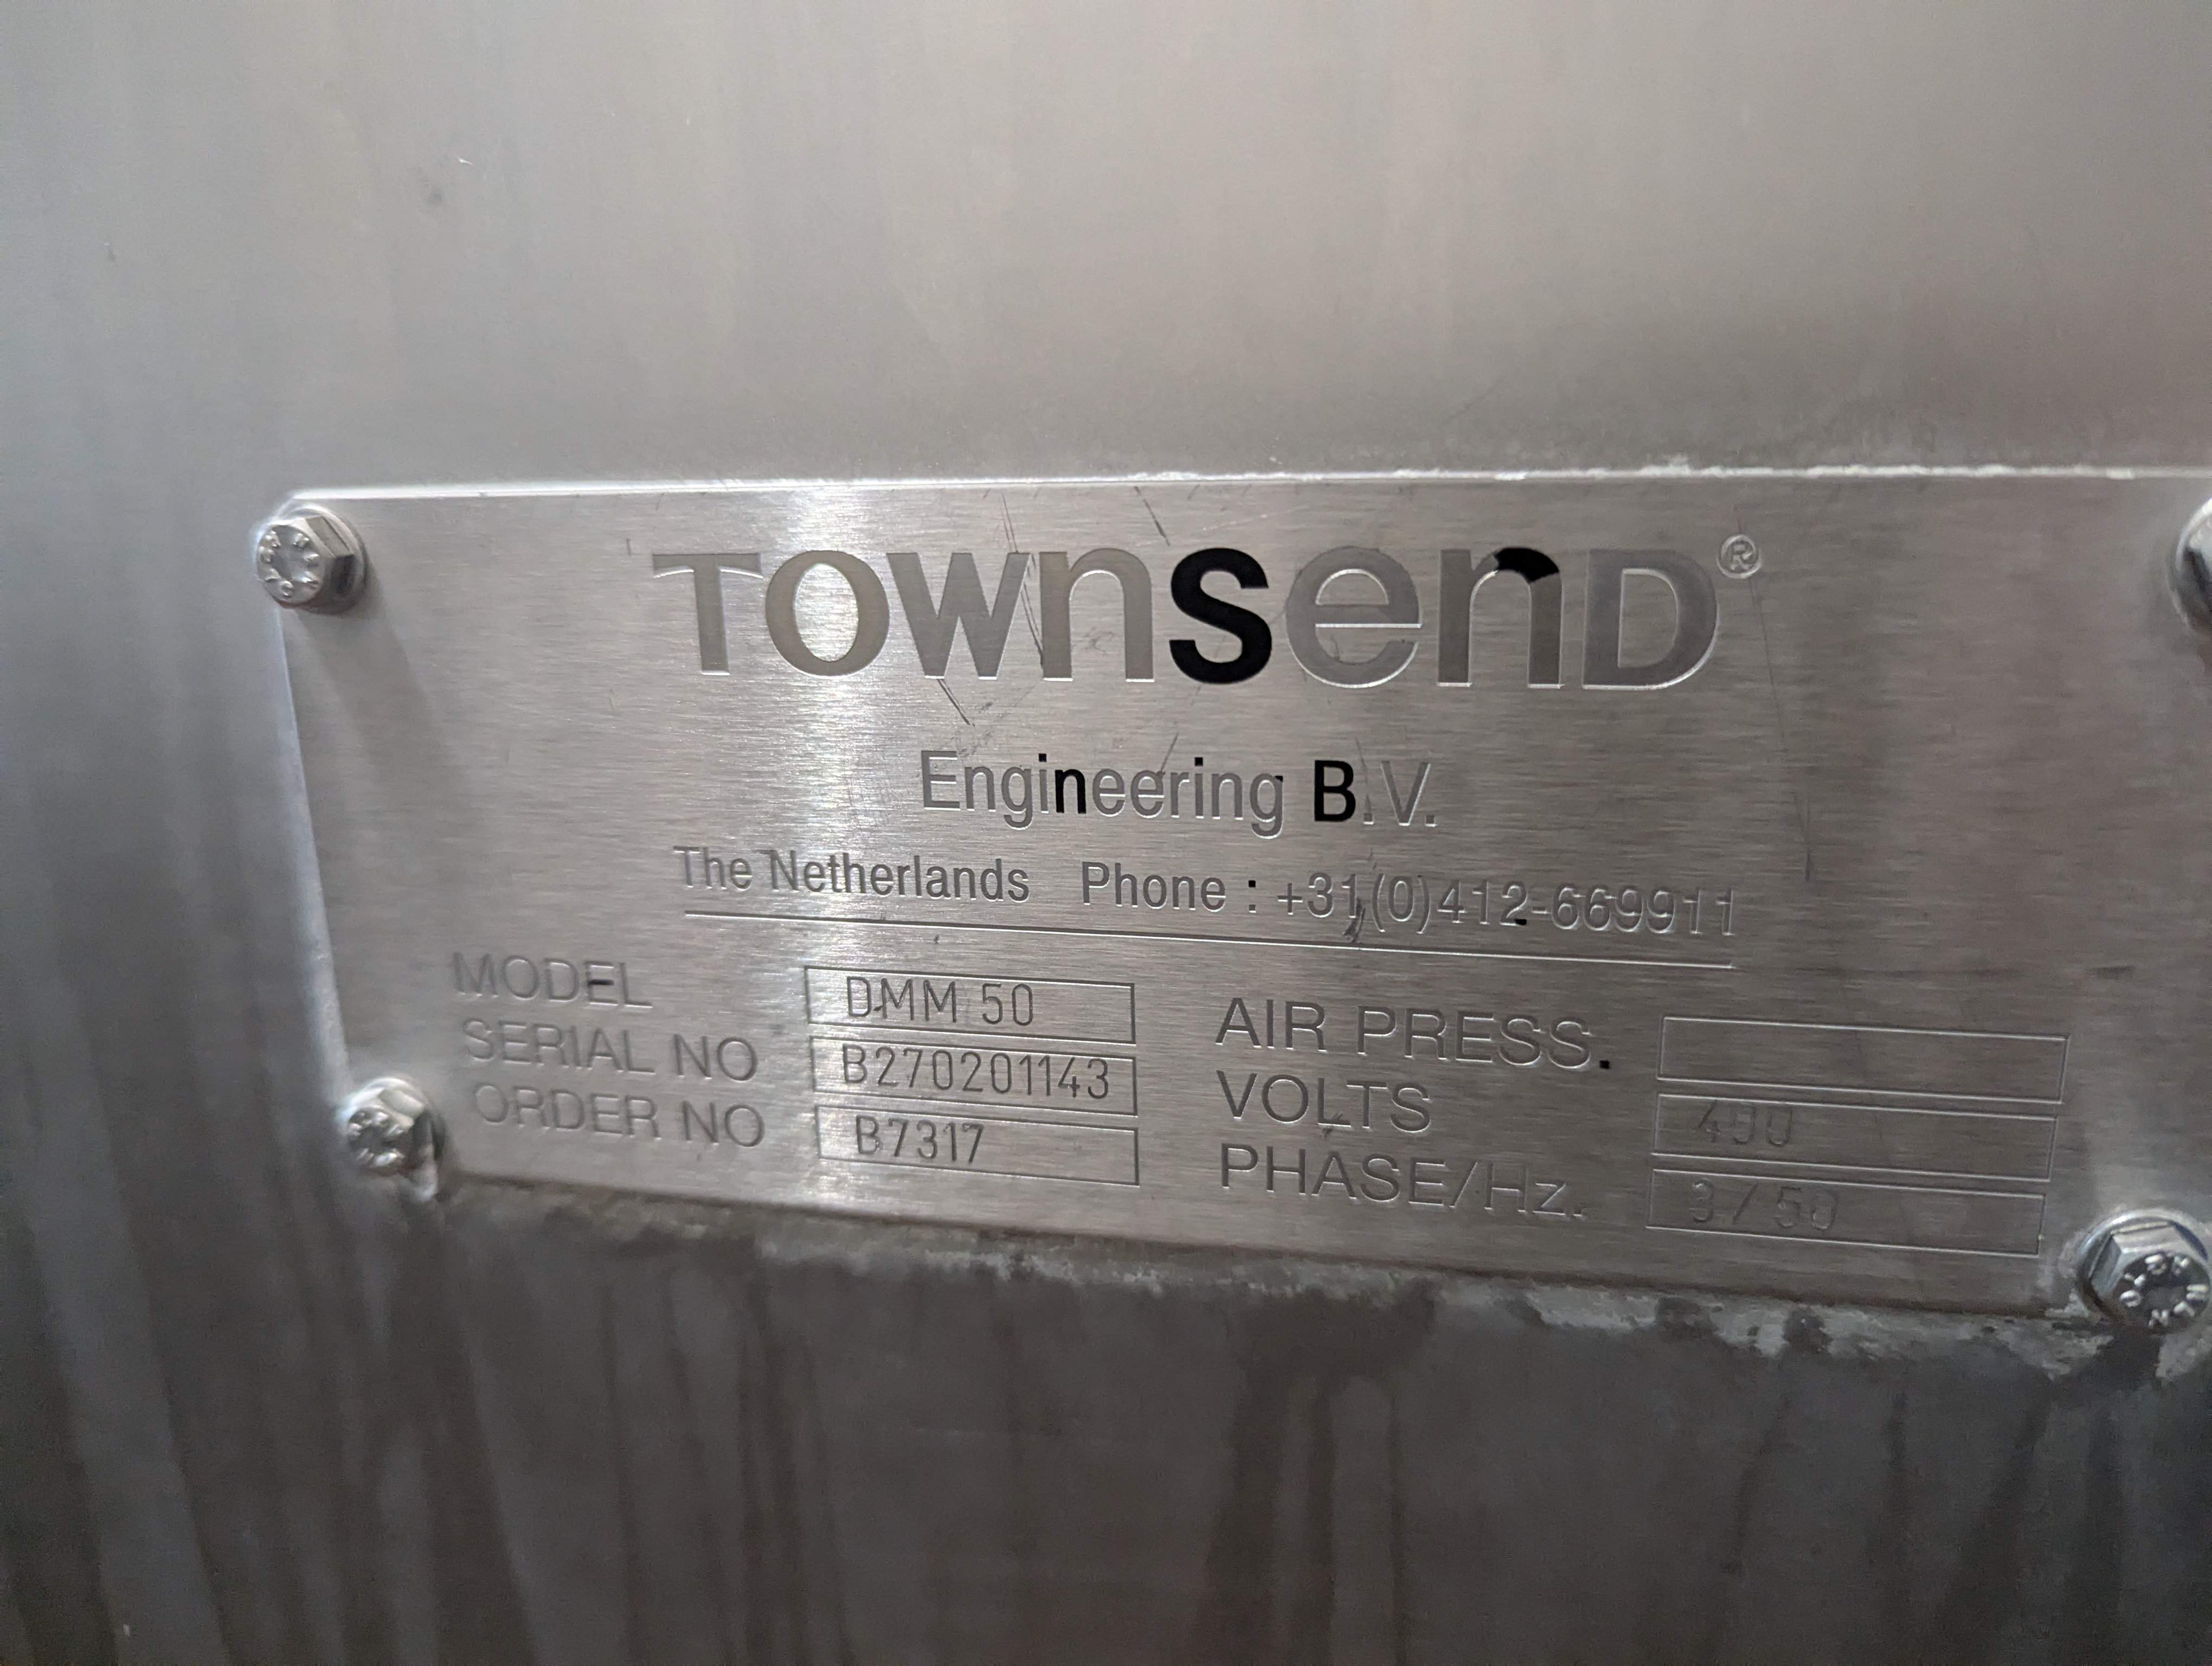 TOWNSEND®
Engineering B.V.
The Netherlands Phone : +31(0)412-669911
MODEL DMM 50
SERIAL NO B270201143
ORDER NO B7317
AIR PRESS.
VOLTS 400
PHASE/Hz. 3/50